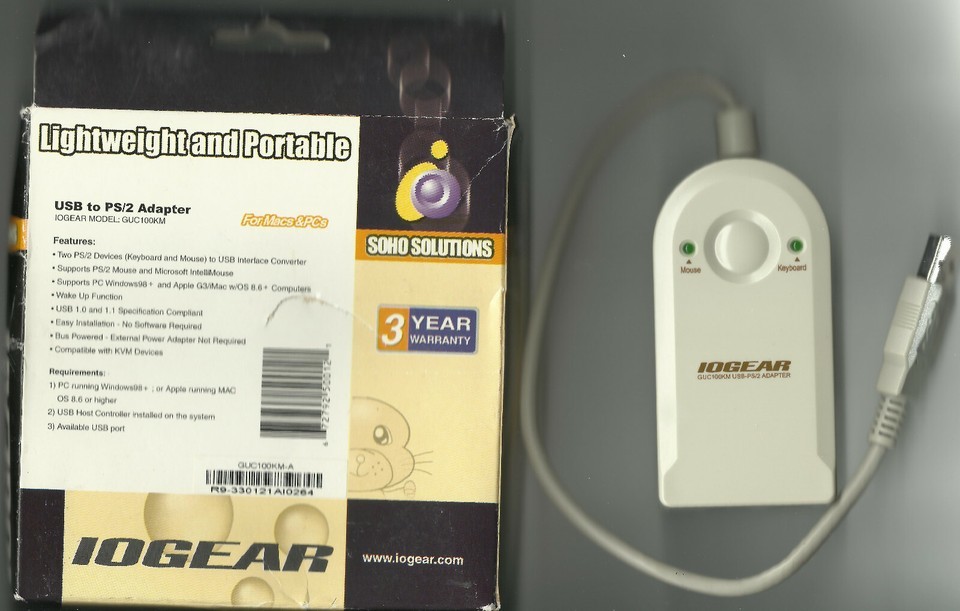 Lightweight and Portable
USB to PS/2 Adapter
IOGEAR MODEL: GUC100KM
For Macs & PCs
SOHO SOLUTIONS
Features:
• Two PS/2 Devices (Keyboard and Mouse) to USB Interface Converter
• Supports PS/2 Mouse and Microsoft IntelliMouse
• Supports PC Windows98+ and Apple G3/iMac w/OS 8.6+ Computers
• Wake Up Function
• USB 1.0 and 1.1 Specification Compliant
• Easy Installation - No Software Required
• Bus Powered - External Power Adapter Not Required
• Compatible with KVM Devices
3 YEAR
WARRANTY
Requirements:
1) PC running Windows98+ ; or Apple running MAC
OS 8.6 or higher
2) USB Host Controller installed on the system
3) Available USB port
GUC100KM-A
R9-330121AI0264
IOGEAR
www.iogear.com
Mouse
Keyboard
IOGEAR
GUC100KM USB-PS/2 ADAPTER